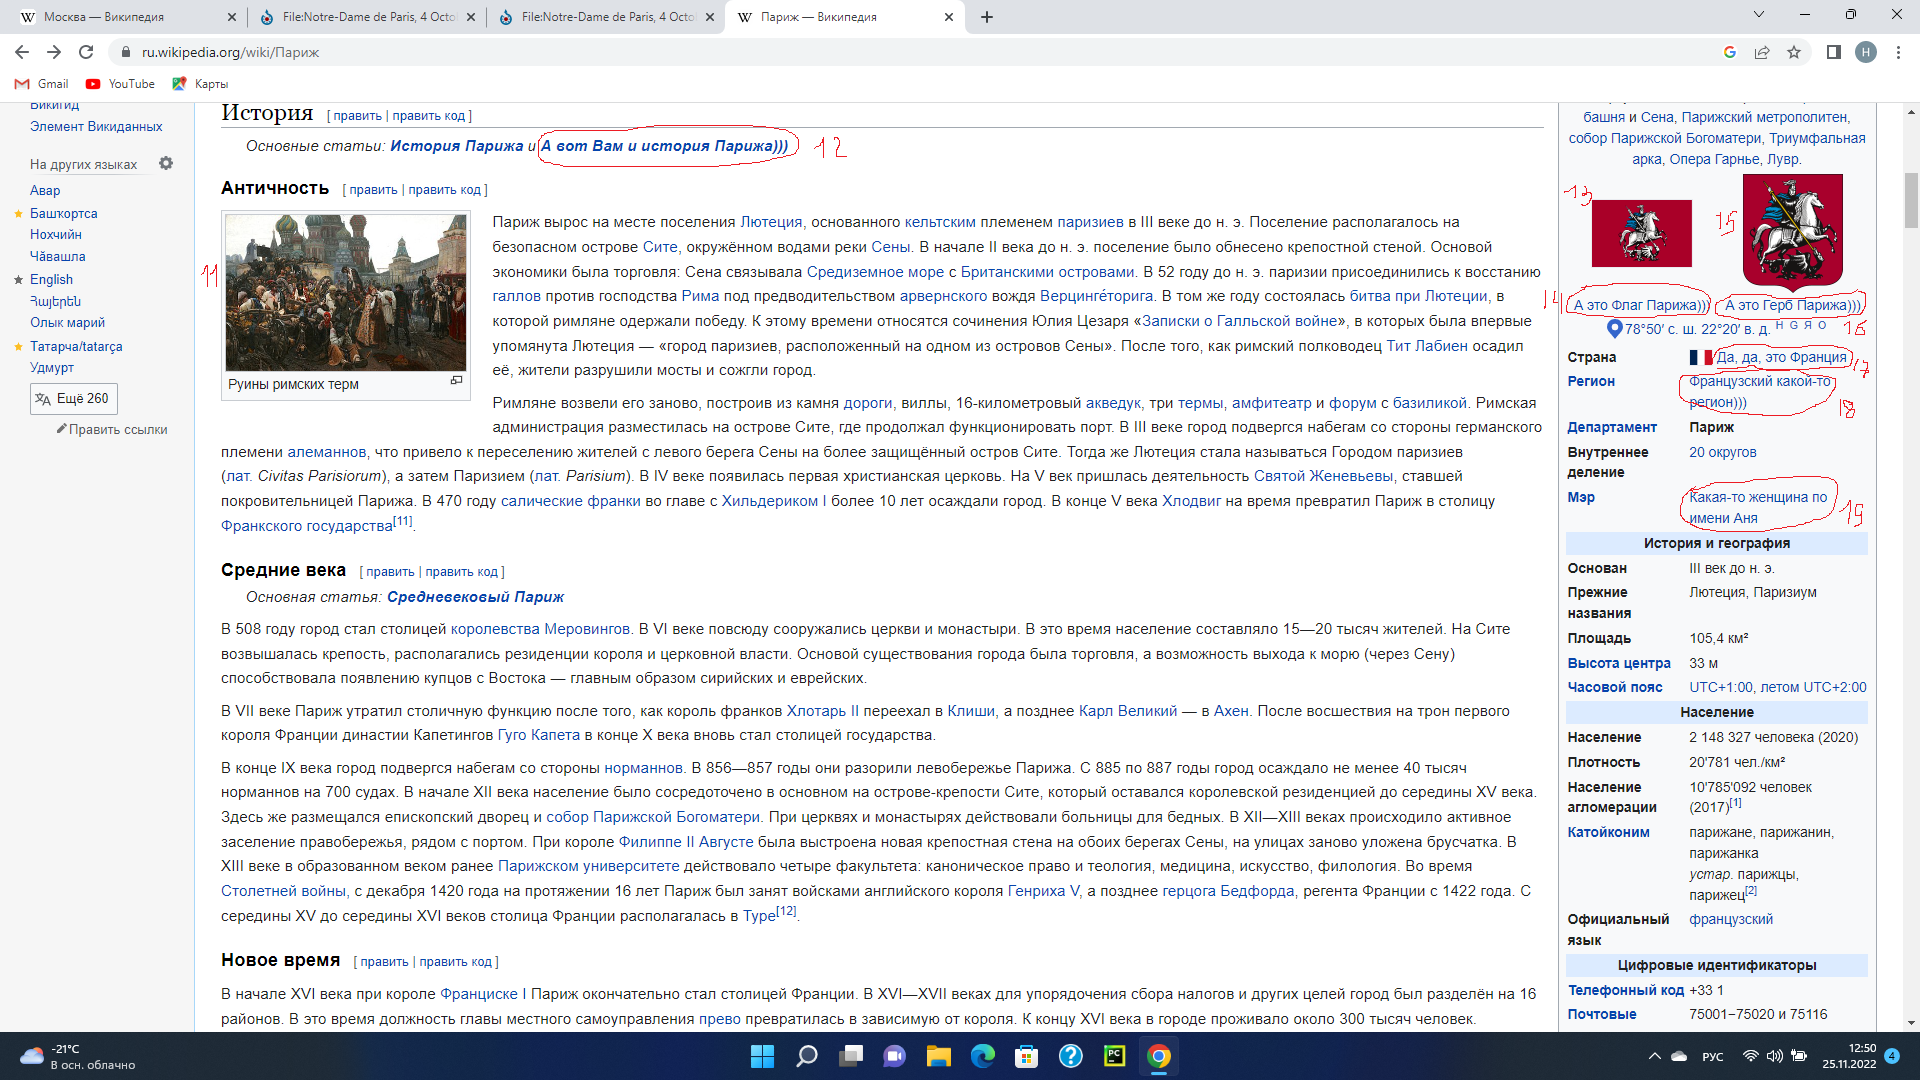 Москва — Википедия
File:Notre-Dame de Paris, 4 Octo
File:Notre-Dame de Paris, 4 Octo
Париж — Википедия
ru.wikipedia.org/wiki/Париж
Н
Gmail
YouTube
Карты
Викигид
Элемент Викиданных
На других языках
Авар
Башҡортса
Нохчийн
Чӑвашла
English
Հայերեն
Олык марий
Татарча/tatarça
Удмурт
Ещё 260
Править ссылки
История [ править | править код ]
Основные статьи: История Парижа и А вот Вам и история Парижа)))
12
Античность [ править | править код ]
11
Руины римских терм
Париж вырос на месте поселения Лютеция, основанного кельтским племенем паризиев в III веке до н. э. Поселение располагалось на
безопасном острове Сите, окружённом водами реки Сены. В начале II века до н. э. поселение было обнесено крепостной стеной. Основой
экономики была торговля: Сена связывала Средиземное море с Британскими островами. В 52 году до н. э. паризии присоединились к восстанию
галлов против господства Рима под предводительством арвернского вождя Верцинге́торига. В том же году состоялась битва при Лютеции, в
которой римляне одержали победу. К этому времени относятся сочинения Юлия Цезаря «Записки о Галльской войне», в которых была впервые
упомянута Лютеция — «город паризиев, расположенный на одном из островов Сены». После того, как римский полководец Тит Лабиен осадил
её, жители разрушили мосты и сожгли город.
Римляне возвели его заново, построив из камня дороги, виллы, 16-километровый акведук, три термы, амфитеатр и форум с базиликой. Римская
администрация разместилась на острове Сите, где продолжал функционировать порт. В III веке город подвергся набегам со стороны германского
племени алеманнов, что привело к переселению жителей с левого берега Сены на более защищённый остров Сите. Тогда же Лютеция стала называться Городом паризиев
(лат. Civitas Parisiorum), а затем Паризием (лат. Parisium). В IV веке появилась первая христианская церковь. На V век пришлась деятельность Святой Женевьевы, ставшей
покровительницей Парижа. В 470 году салические франки во главе с Хильдериком I более 10 лет осаждали город. В конце V века Хлодвиг на время превратил Париж в столицу
Франкского государства[11].
Средние века [ править | править код ]
Основная статья: Средневековый Париж
В 508 году город стал столицей королевства Меровингов. В VI веке повсюду сооружались церкви и монастыри. В это время население составляло 15—20 тысяч жителей. На Сите
возвышалась крепость, располагались резиденции короля и церковной власти. Основой существования города была торговля, а возможность выхода к морю (через Сену)
способствовала появлению купцов с Востока — главным образом сирийских и еврейских.
В VII веке Париж утратил столичную функцию после того, как король франков Хлотарь II переехал в Клиши, а позднее Карл Великий — в Ахен. После восшествия на трон первого
короля Франции династии Капетингов Гуго Капета в конце X века вновь стал столицей государства.
В конце IX века город подвергся набегам со стороны норманнов. В 856—857 годы они разорили левобережье Парижа. С 885 по 887 годы город осаждало не менее 40 тысяч
норманнов на 700 судах. В начале XII века население было сосредоточено в основном на острове-крепости Сите, который оставался королевской резиденцией до середины XV века.
Здесь же размещался епископский дворец и собор Парижской Богоматери. При церквях и монастырях действовали больницы для бедных. В XII—XIII веках происходило активное
заселение правобережья, рядом с портом. При короле Филиппе II Августе была выстроена новая крепостная стена на обоих берегах Сены, на улицах заново уложена брусчатка. В
XIII веке в образованном веком ранее Парижском университете действовало четыре факультета: каноническое право и теология, медицина, искусство, филология. Во время
Столетней войны, с декабря 1420 года на протяжении 16 лет Париж был занят войсками английского короля Генриха V, а позднее герцога Бедфорда, регента Франции с 1422 года. С
середины XV до середины XVI веков столица Франции располагалась в Туре[12].
Новое время [ править | править код ]
В начале XVI века при короле Франциске I Париж окончательно стал столицей Франции. В XVI—XVII веках для упорядочения сбора налогов и других целей город был разделён на 16
районов. В это время должность главы местного самоуправления прево превратилась в зависимую от короля. К концу XVI века в городе проживало около 300 тысяч человек.
башня и Сена, Парижский метрополитен,
собор Парижской Богоматери, Триумфальная
арка, Опера Гарнье, Лувр.
13
15
14
А это Флаг Парижа))) А это Герб Парижа)))
78°50′ с. ш. 22°20′ в. д. H G Я O
16
Страна Да, да, это Франция
17
Регион Французский какой-то
регион)))
18
Департамент Париж
Внутреннее 20 округов
деление
Мэр Какая-то женщина по
имени Аня
19
История и география
Основан III век до н. э.
Прежние Лютеция, Паризиум
названия
Площадь 105,4 км²
Высота центра 33 м
Часовой пояс UTC+1:00, летом UTC+2:00
Население
Население 2 148 327 человека (2020)
Плотность 20'781 чел./км²
Население 10'785'092 человек
агломерации (2017)[1]
Катойконим парижане, парижанин,
парижанка
устар. парижцы,
парижец[2]
Официальный французский
язык
Цифровые идентификаторы
Телефонный код +33 1
Почтовые 75001–75020 и 75116
-21°C
В осн. облачно
PC
РУС
12:50
25.11.2022
4